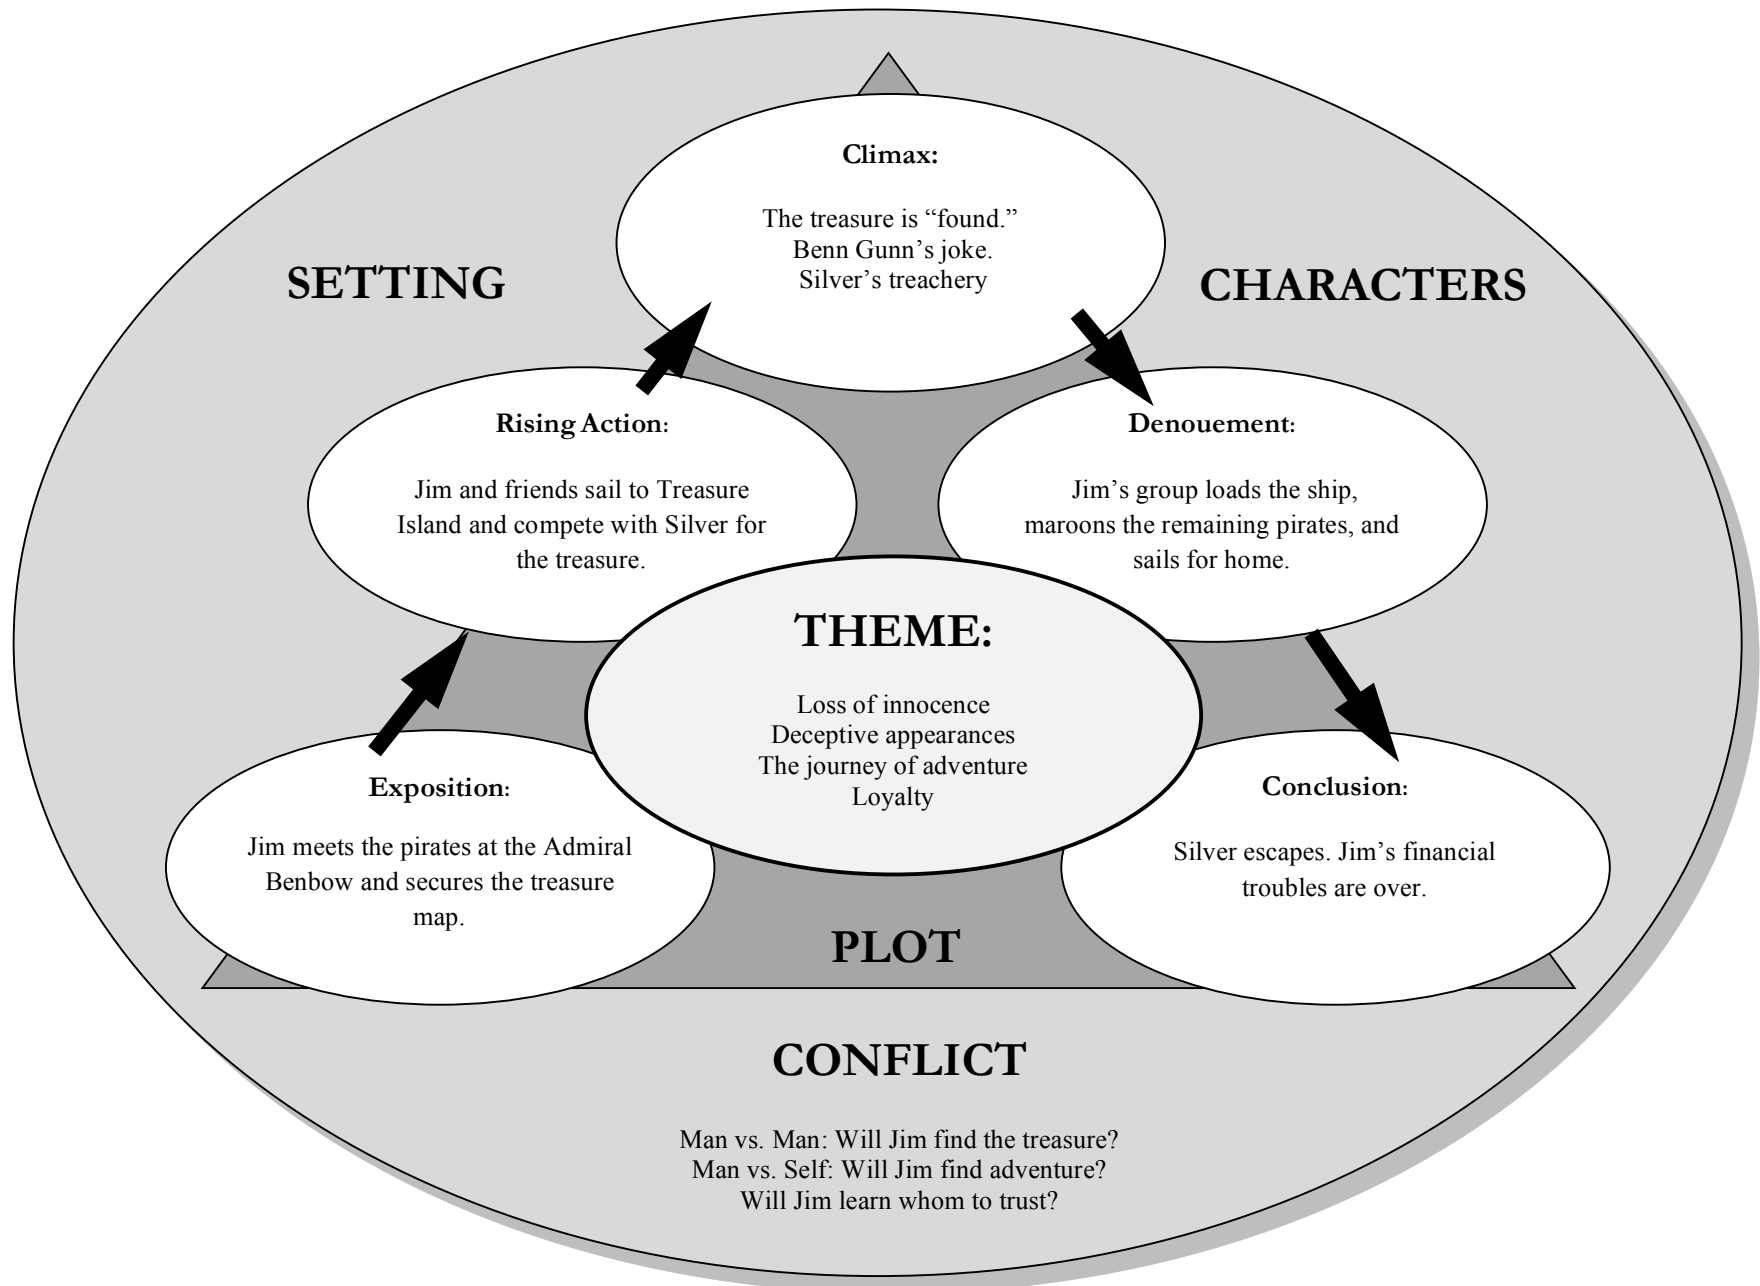 Climax:
The treasure is “found.”
Benn Gunn’s joke.
Silver’s treachery
SETTING
CHARACTERS
Rising Action:
Jim and friends sail to Treasure
Island and compete with Silver for
the treasure.
Denouement:
Jim’s group loads the ship,
maroons the remaining pirates, and
sails for home.
THEME:
Loss of innocence
Deceptive appearances
The journey of adventure
Loyalty
Exposition:
Jim meets the pirates at the Admiral
Benbow and secures the treasure
map.
Conclusion:
Silver escapes. Jim’s financial
troubles are over.
PLOT
CONFLICT
Man vs. Man: Will Jim find the treasure?
Man vs. Self: Will Jim find adventure?
Will Jim learn whom to trust?